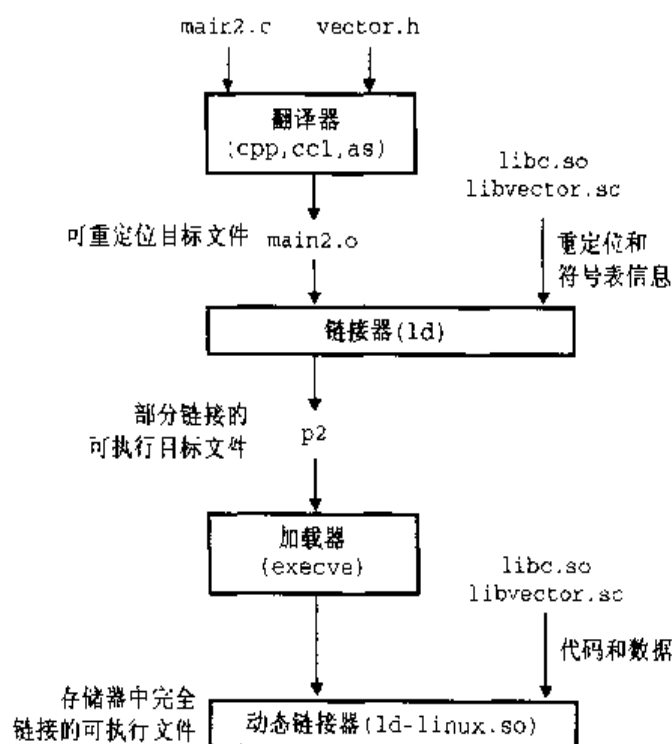 main2.c vector.h
翻译器
(cpp,cc1,as)
libc.so
libvector.so
可重定位目标文件 main2.o
重定位和
符号表信息
链接器(ld)
部分链接的
可执行目标文件
p2
加载器
(execve)
libc.so
libvector.so
代码和数据
存储器中完全
链接的可执行文件
动态链接器(ld-linux.so)